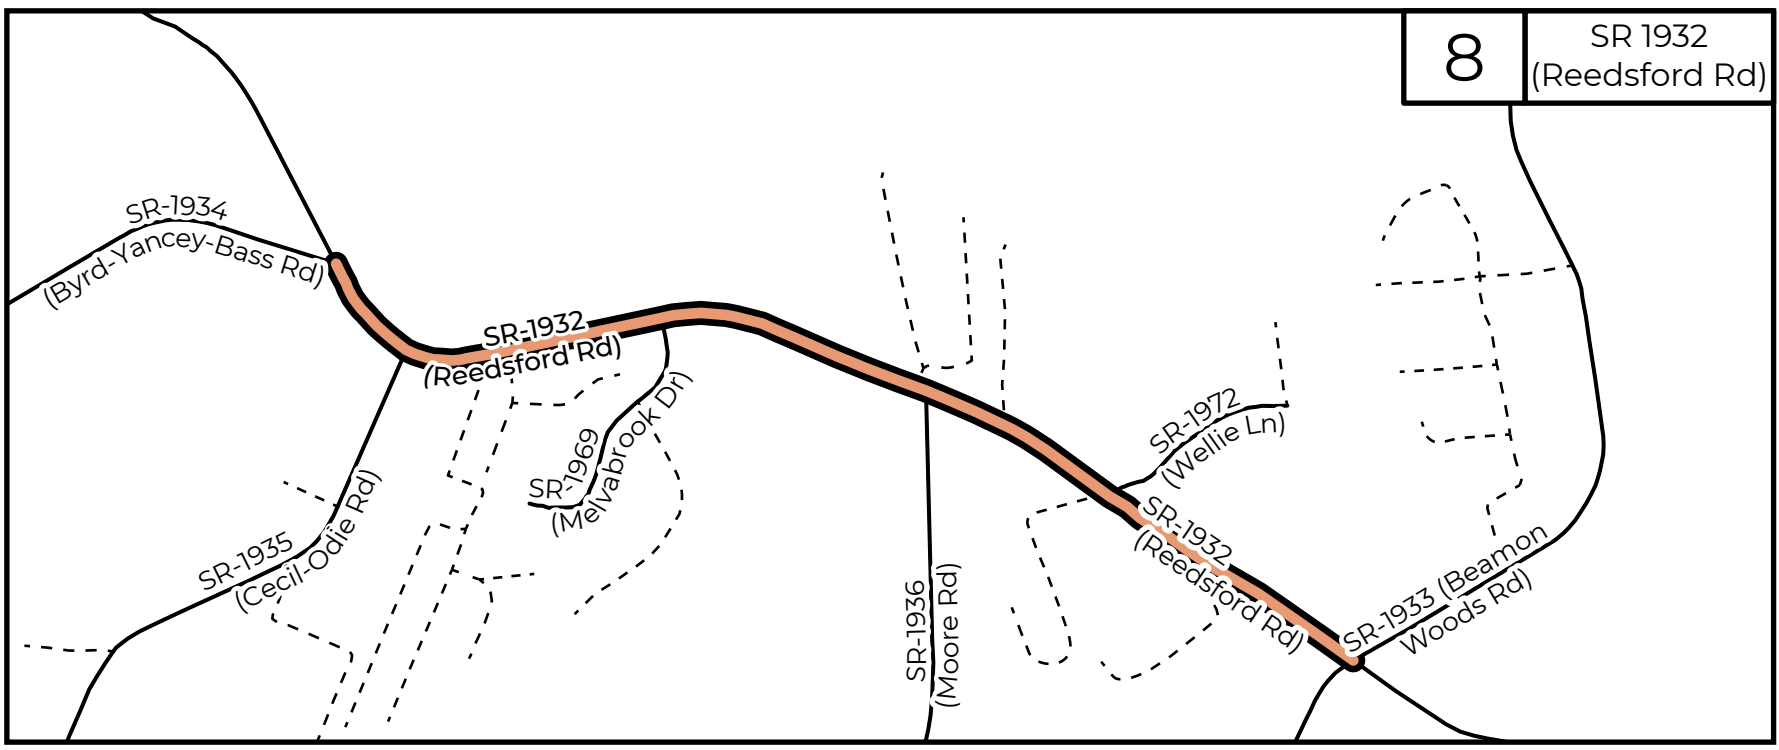 8
SR 1932
(Reedsford Rd)
SR-1934
(Byrd-Yancey-Bass Rd)
SR-1932
(Reedsford Rd)
SR-1969
(Melvabrook Dr)
SR-1972
(Wellie Ln)
SR-1935
(Cecil-Odie Rd)
SR-1936
(Moore Rd)
SR-1932
(Reedsford Rd)
SR-1933 (Beamon
Woods Rd)